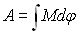 A = ∫ Mdφ